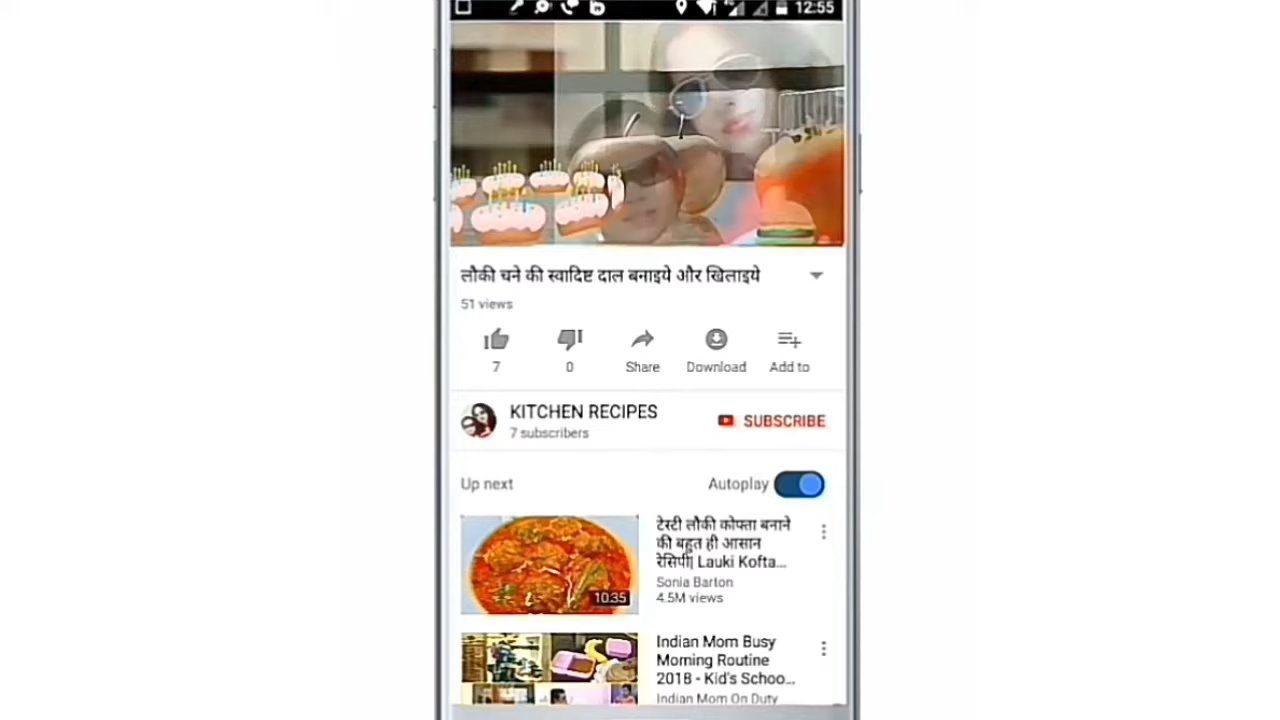 12:55
लौकी चने की स्वादिष्ट दाल बनाइये और खिलाइये
51 views
7
0
Share
Download
Add to
KITCHEN RECIPES
7 subscribers
SUBSCRIBE
Up next
Autoplay
टेस्टी लौकी कोफ्ता बनाने
की बहुत ही आसान
रेसिपी| Lauki Kofta...
Sonia Barton
4.5M views
10:35
Indian Mom Busy
Morning Routine
2018 - Kid's Schoo...
Indian Mom On Duty